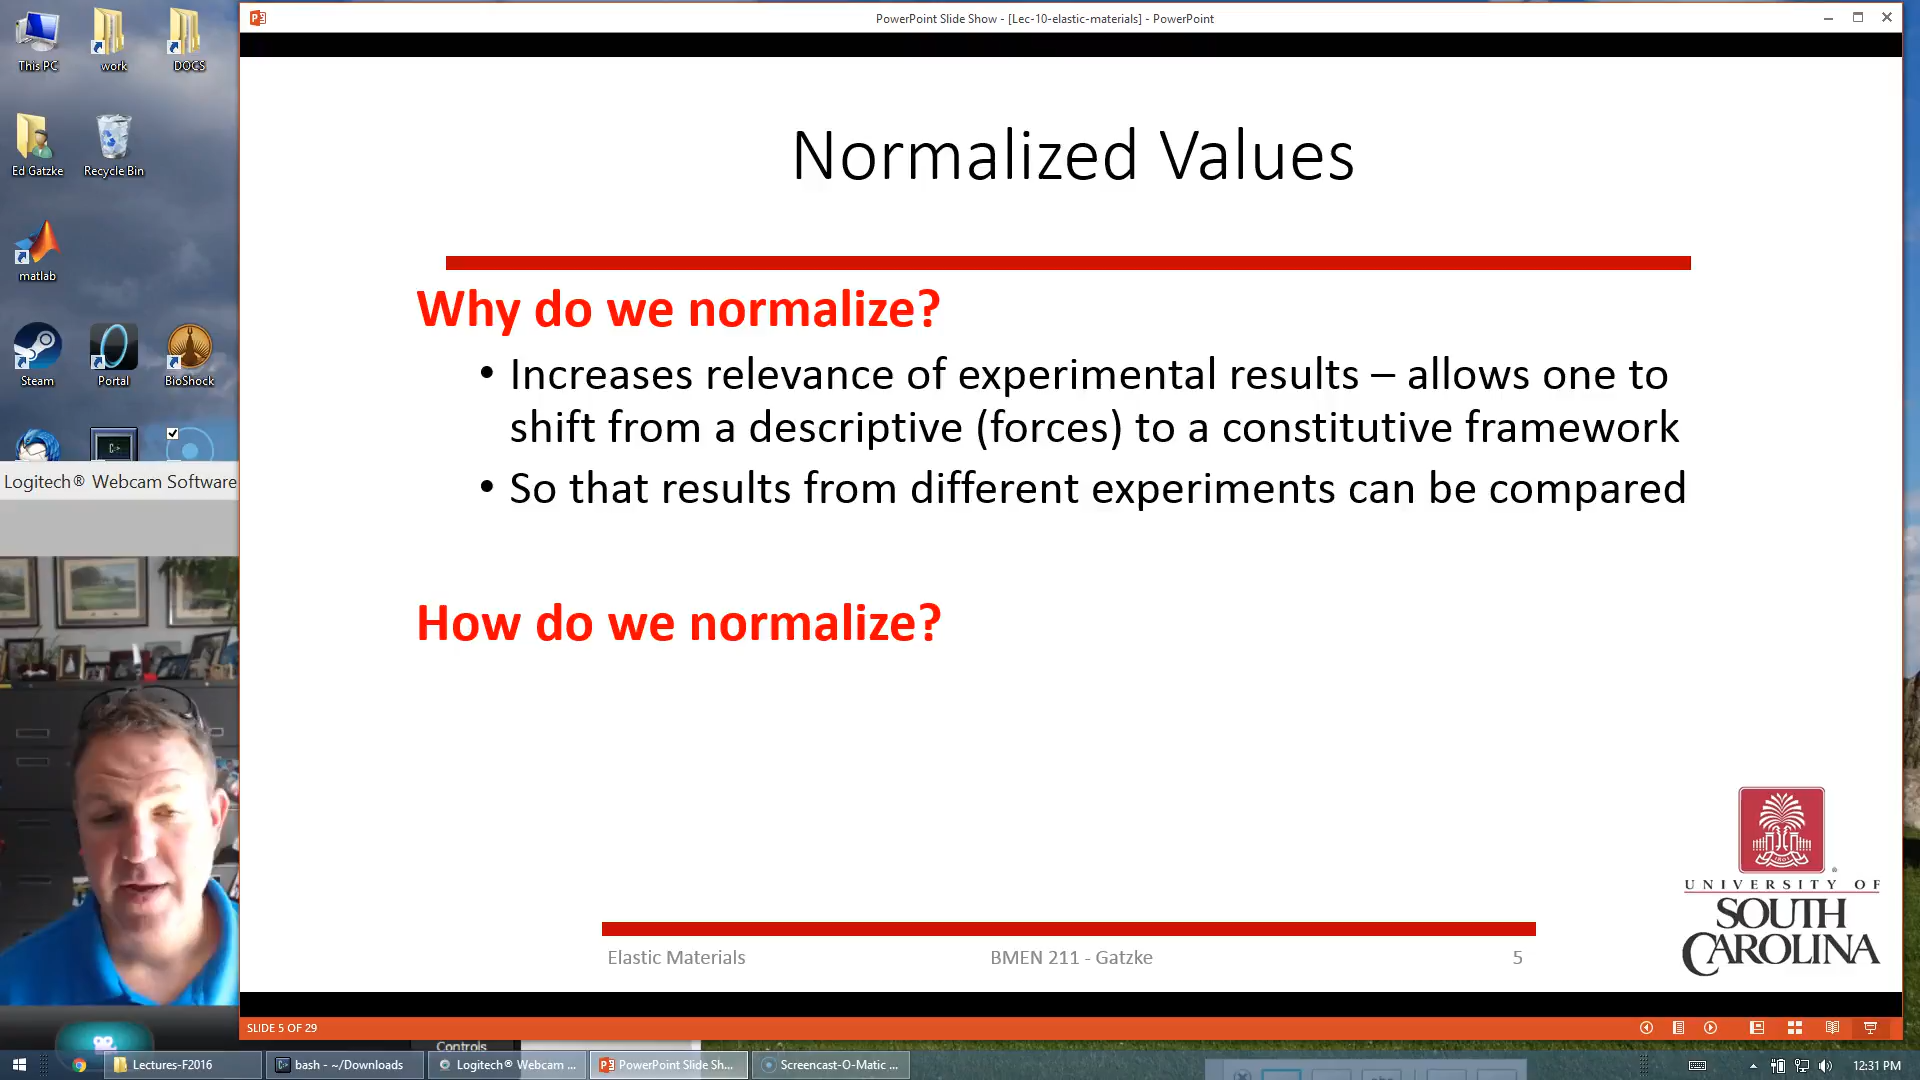 PowerPoint Slide Show - [Lec-10-elastic-materials] - PowerPoint
This PC
work
DOCS
Ed Gatzke
Recycle Bin
matlab
Steam
Portal
BioShock
Logitech® Webcam Software
Normalized Values
Why do we normalize?
• Increases relevance of experimental results – allows one to
shift from a descriptive (forces) to a constitutive framework
• So that results from different experiments can be compared
How do we normalize?
UNIVERSITY OF
SOUTH
CAROLINA
Elastic Materials
BMEN 211 - Gatzke
5
SLIDE 5 OF 29
Controls
Lectures-F2016
bash - ~/Downloads
Logitech® Webcam ...
PowerPoint Slide Sh...
Screencast-O-Matic ...
12:31 PM